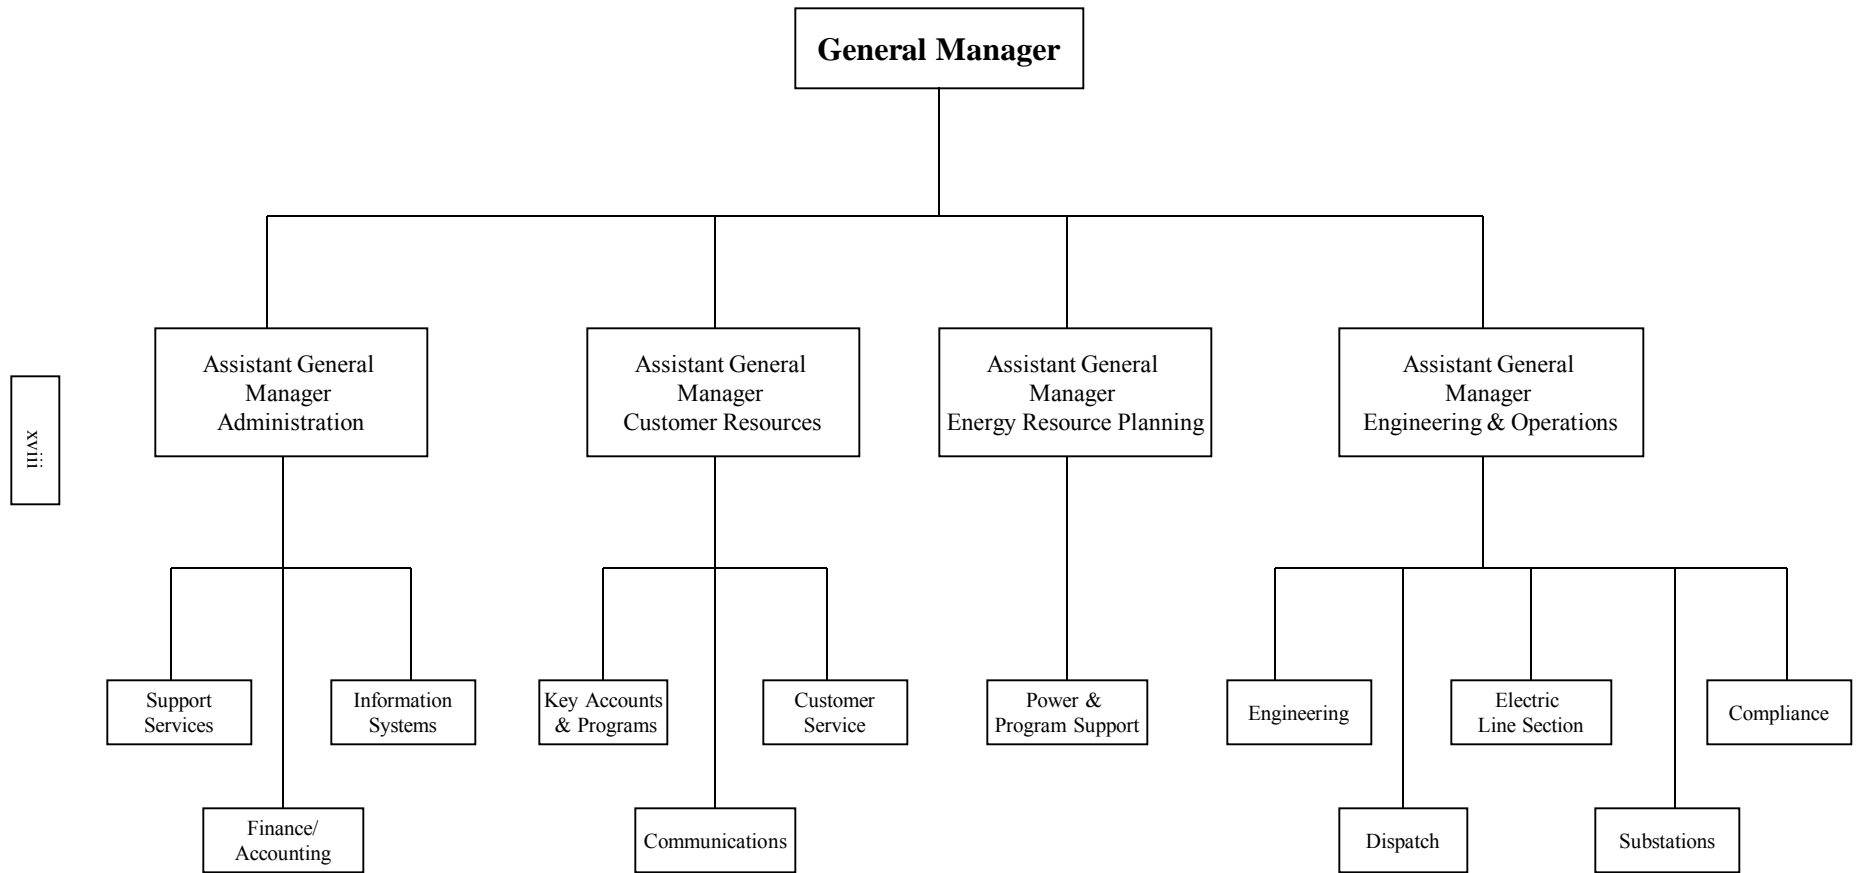 General Manager
Assistant General
Manager
Administration
Assistant General
Manager
Customer Resources
Assistant General
Manager
Energy Resource Planning
Assistant General
Manager
Engineering & Operations
xviii
Support
Services
Information
Systems
Key Accounts
& Programs
Customer
Service
Power &
Program Support
Engineering
Electric
Line Section
Compliance
Finance/
Accounting
Communications
Dispatch
Substations